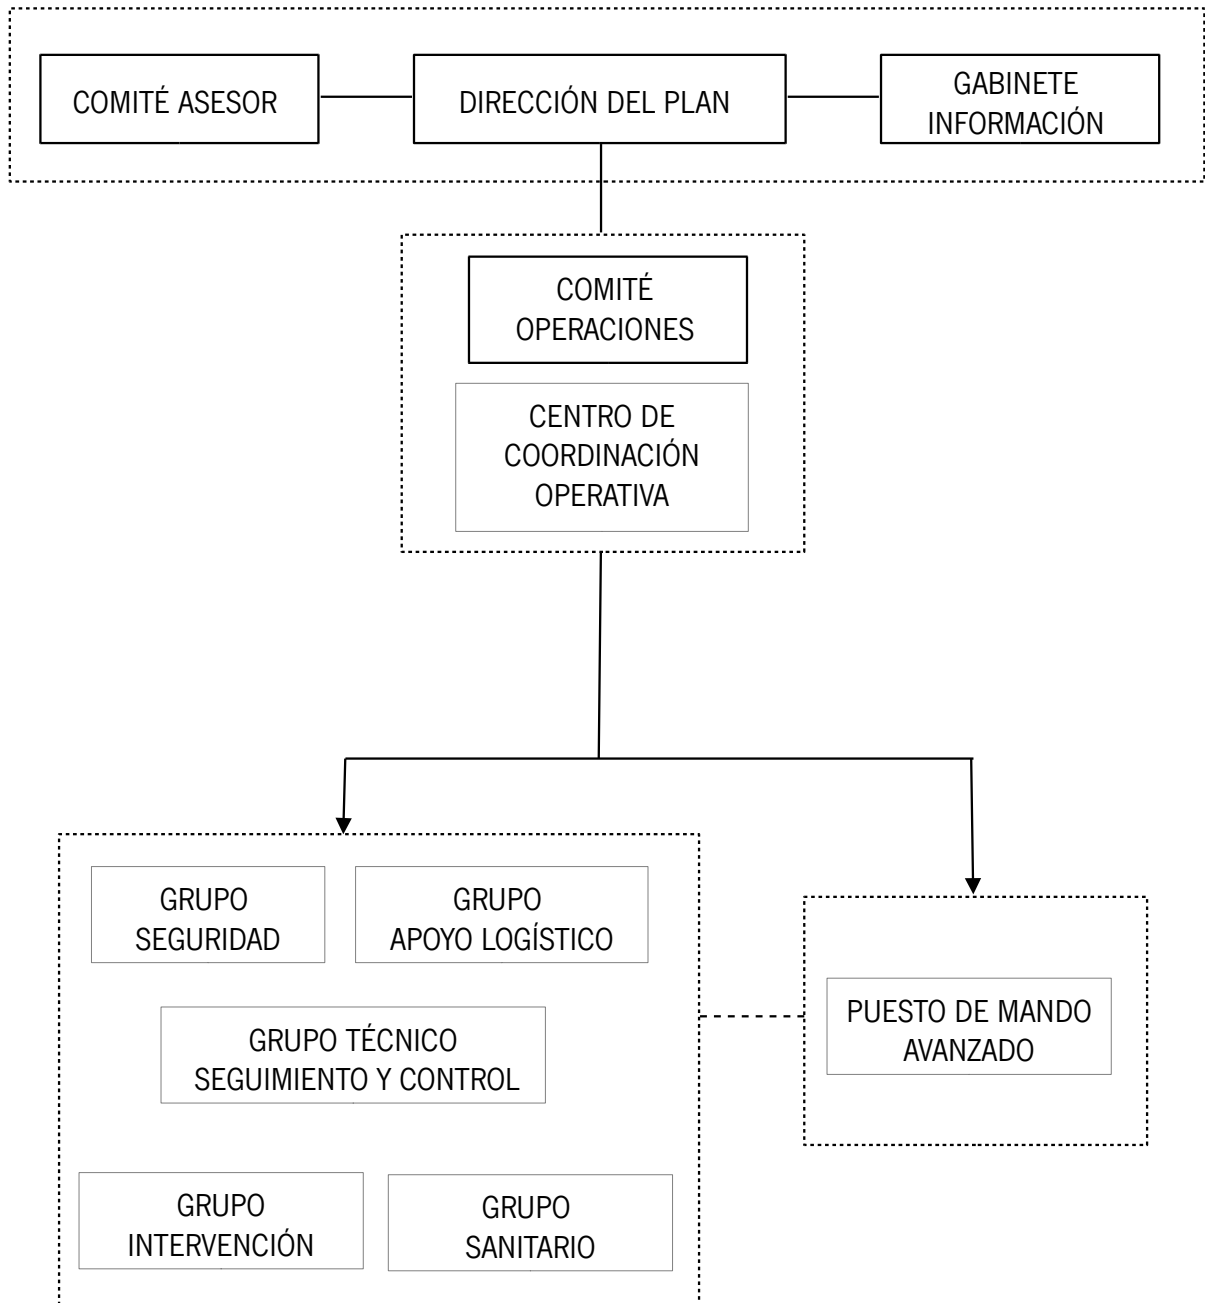 COMITÉ ASESOR
DIRECCIÓN DEL PLAN
GABINETE
INFORMACIÓN
COMITÉ
OPERACIONES
CENTRO DE
COORDINACIÓN
OPERATIVA
GRUPO
SEGURIDAD
GRUPO
APOYO LOGÍSTICO
GRUPO TÉCNICO
SEGUIMIENTO Y CONTROL
PUESTO DE MANDO
AVANZADO
GRUPO
INTERVENCIÓN
GRUPO
SANITARIO